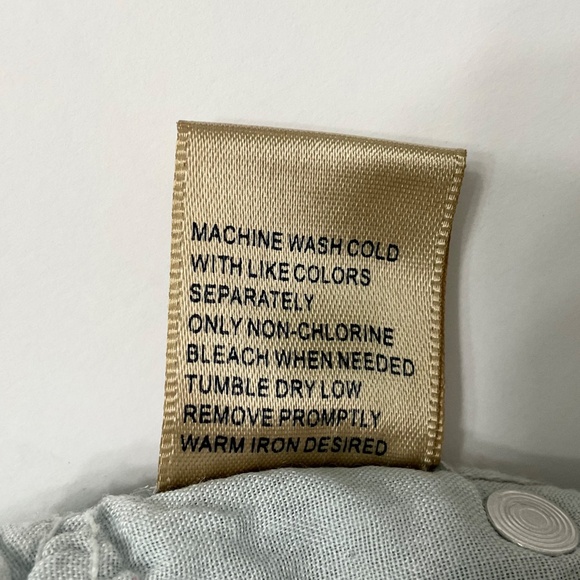 MACHINE WASH COLD
WITH LIKE COLORS
SEPARATELY
ONLY NON-CHLORINE
BLEACH WHEN NEEDED
TUMBLE DRY LOW
REMOVE PROMPTLY
WARM IRON DESIRED